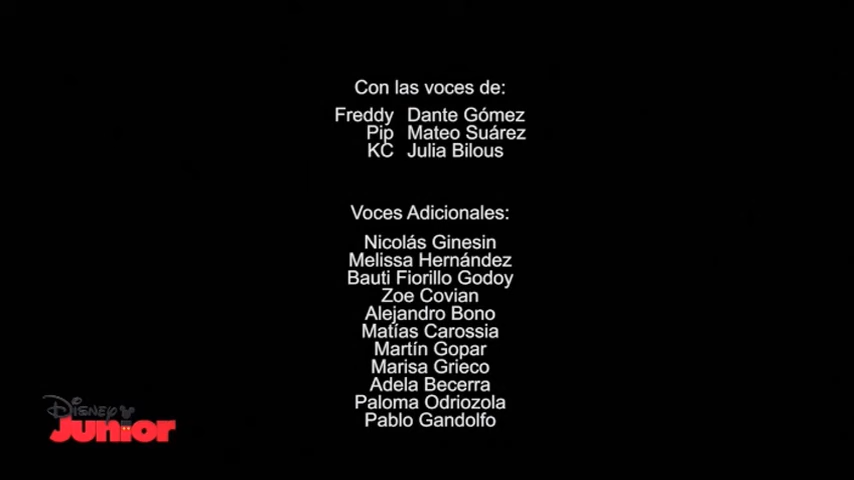 Con las voces de:
Freddy Dante Gómez
Pip Mateo Suárez
KC Julia Bilous
Voces Adicionales:
Nicolás Ginesin
Melissa Hernández
Bauti Fiorillo Godoy
Zoe Covian
Alejandro Bono
Matías Carossia
Martín Gopar
Marisa Grieco
Adela Becerra
Paloma Odriozola
Pablo Gandolfo
Disney
Junior